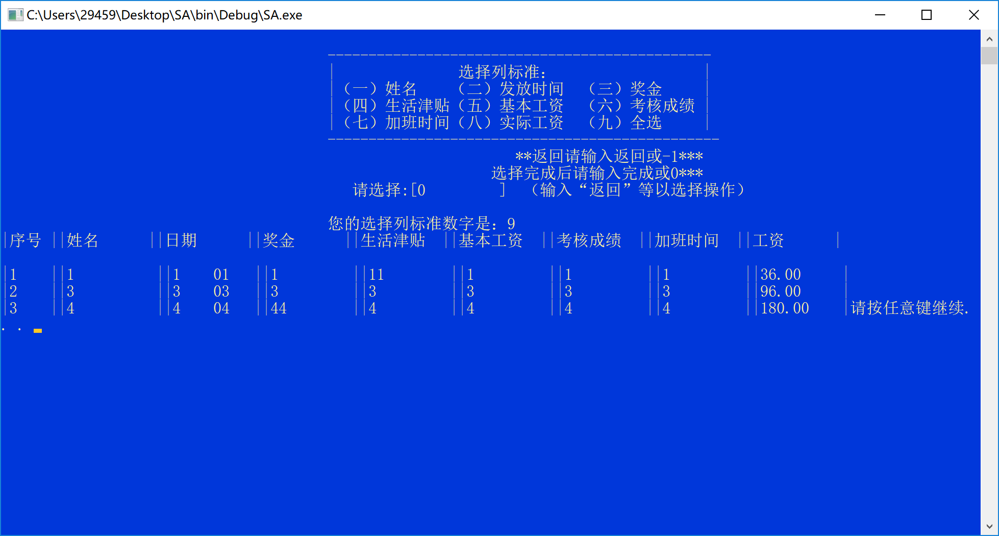 C:\Users\29459\Desktop\SA\bin\Debug\SA.exe
-----------------------------------------------
|               选择列标准：                   |
|（一）姓名    （二）发放时间  （三）奖金     |
|（四）生活津贴（五）基本工资  （六）考核成绩 |
|（七）加班时间（八）实际工资  （九）全选     |
------------------------------------------------
**返回请输入返回或-1***
选择完成后请输入完成或0***
请选择:[0         ]  （输入“返回”等以选择操作）
您的选择列标准数字是：9
|序号 ||姓名      ||日期      ||奖金      ||生活津贴  ||基本工资  ||考核成绩  ||加班时间  ||工资      |
|1    ||1          ||1    01   ||1         ||11        ||1         ||1         ||1         ||36.00     |
|2    ||3          ||3    03   ||3         ||3         ||3         ||3         ||3         ||96.00     |
|3    ||4          ||4    04   ||44        ||4         ||4         ||4         ||4         ||180.00    |请按任意键继续.
. .